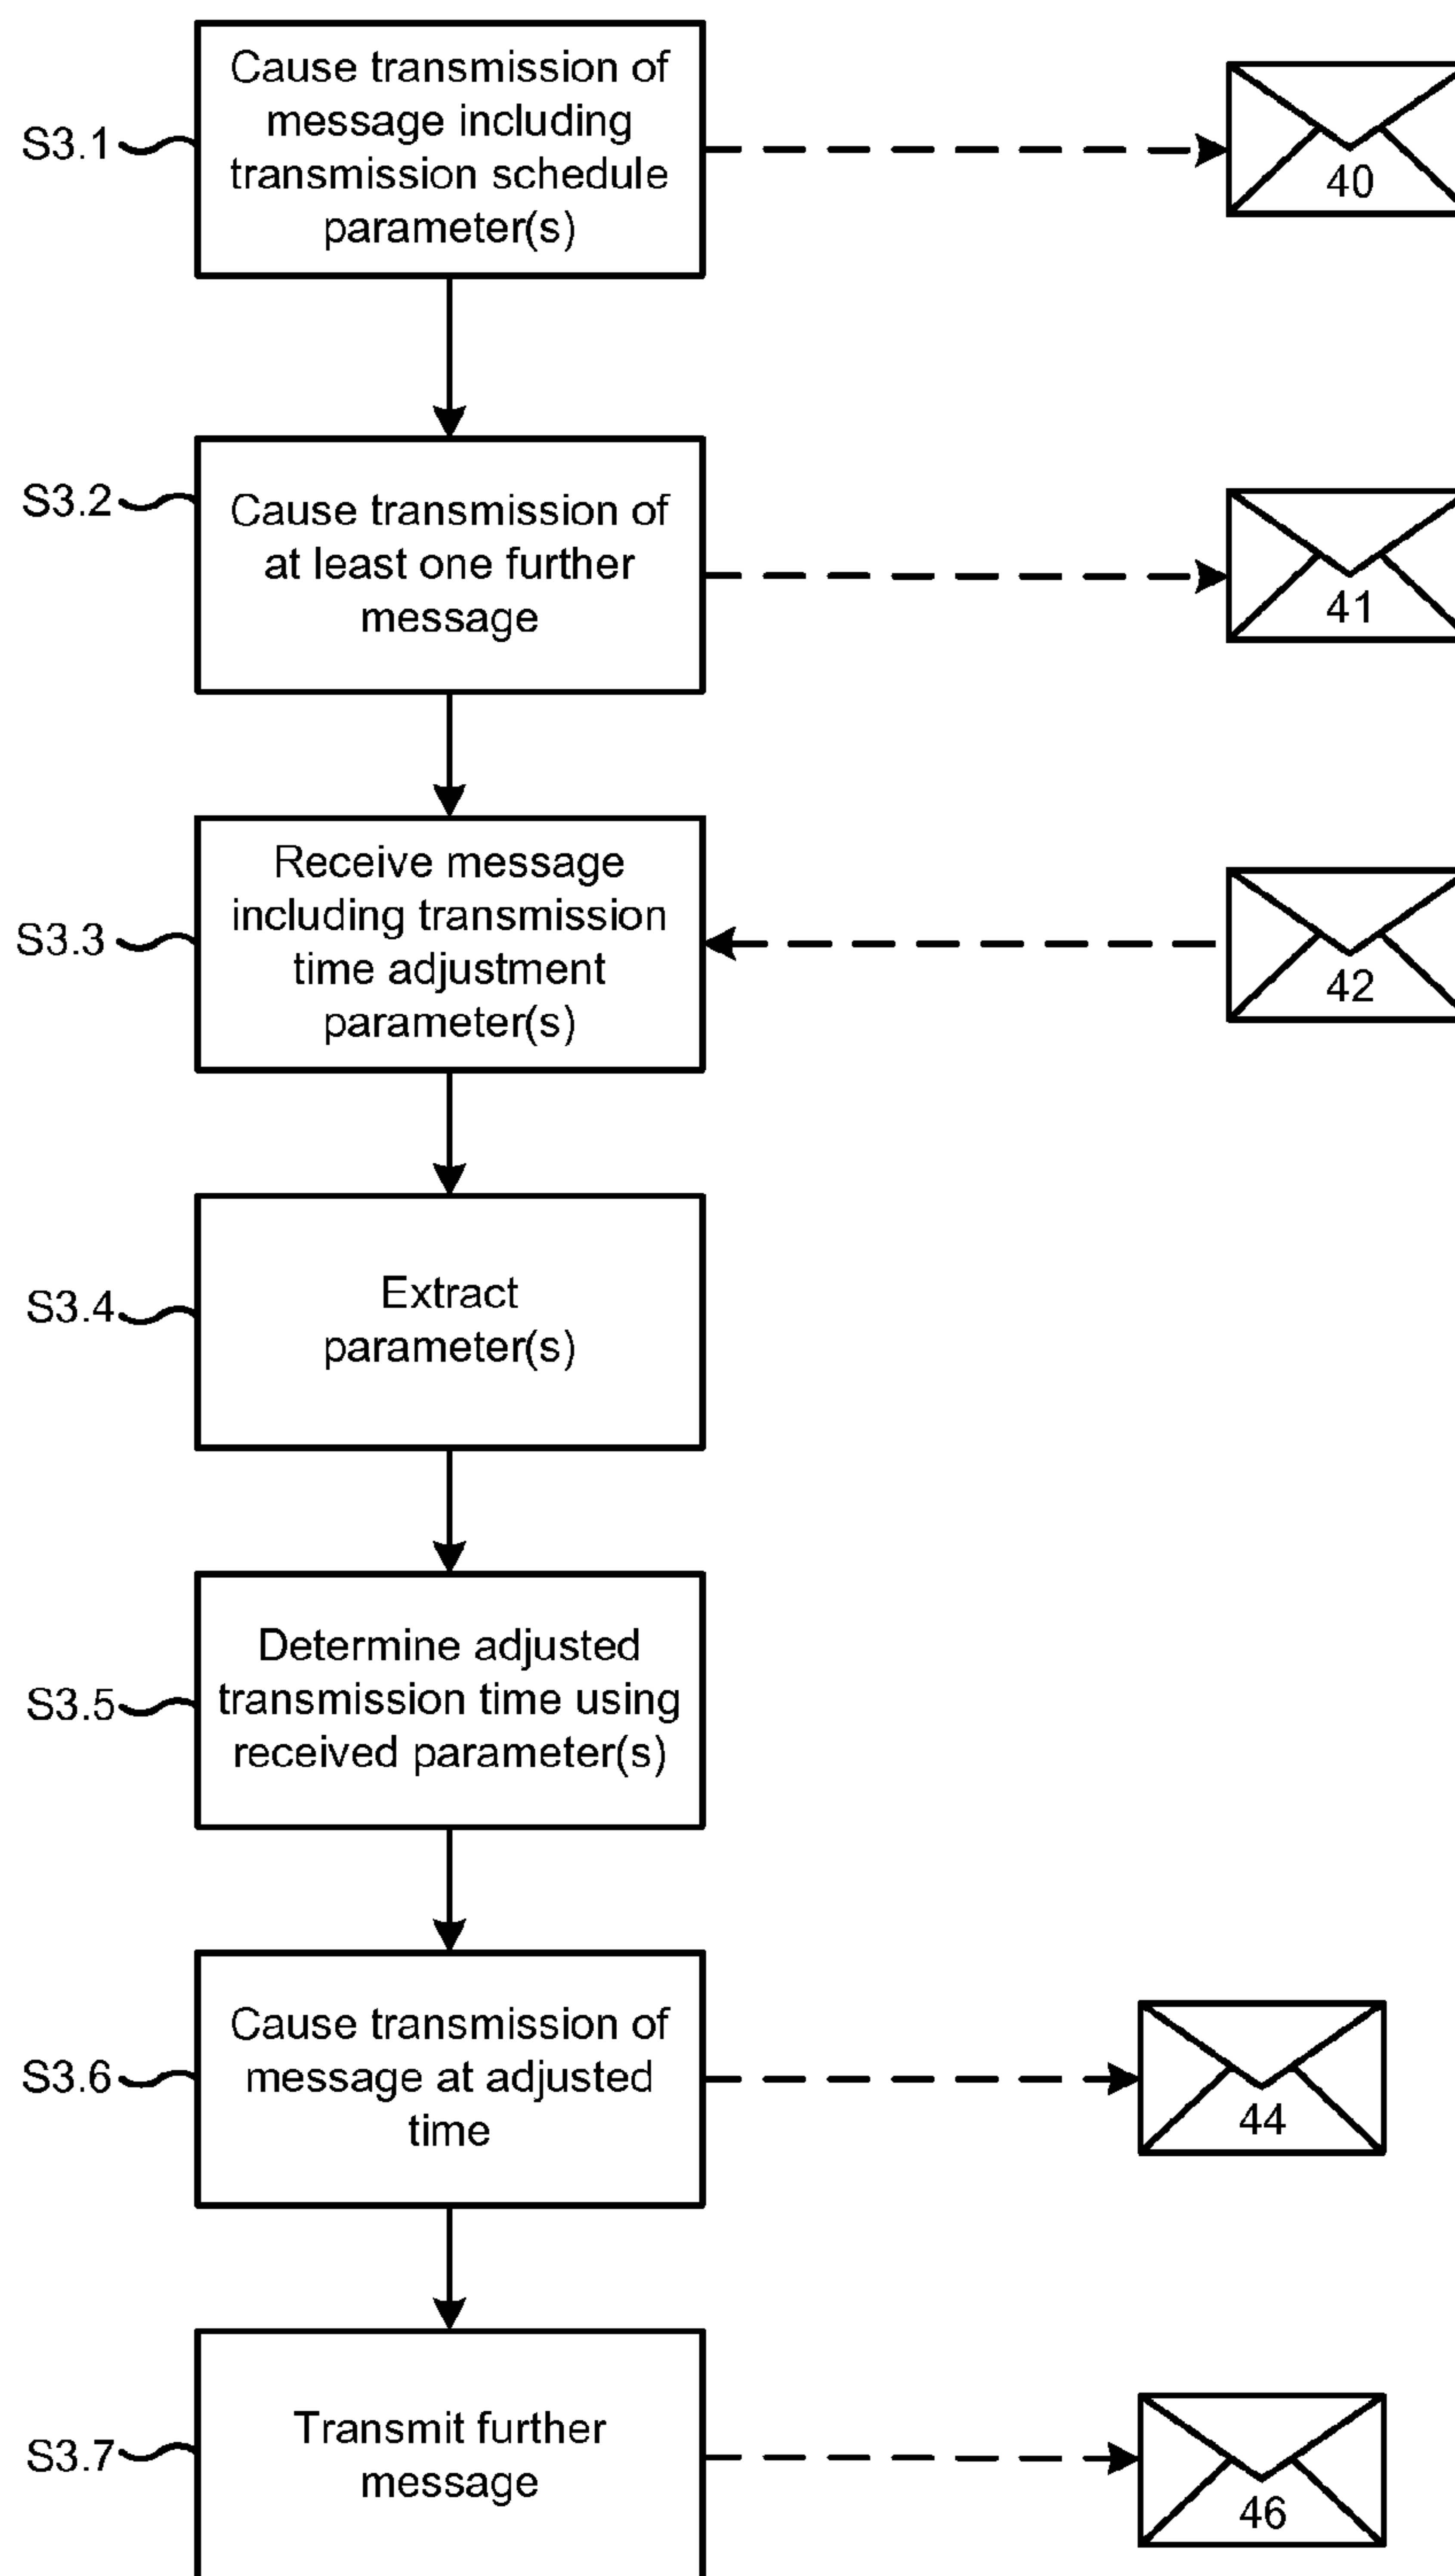 Cause transmission of
message including
transmission schedule
parameter(s)
S3.1
40
S3.2
Cause transmission of
at least one further
message
41
Receive message
including transmission
time adjustment
parameter(s)
S3.3
42
S3.4
Extract
parameter(s)
Determine adjusted
transmission time using
received parameter(s)
S3.5
Cause transmission of
message at adjusted
time
S3.6
44
Transmit further
message
S3.7
46